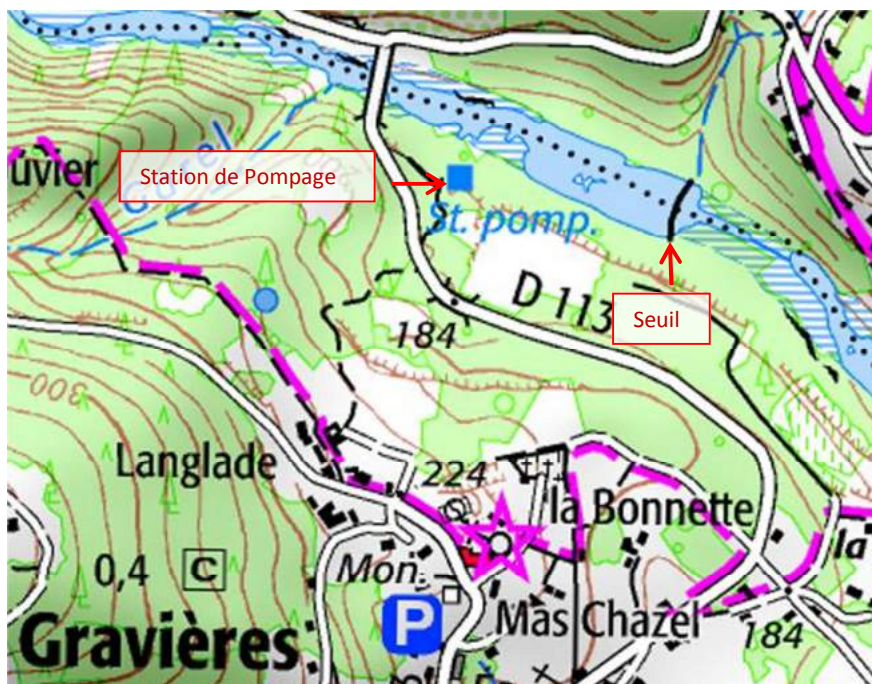 uvier
Curel
Station de Pompage
St. pomp.
D 113
Seuil
184
300
Langlade
224
la Bonnette
la
0,4
C
Mon.
P
Mas Chazel
Gravières
184